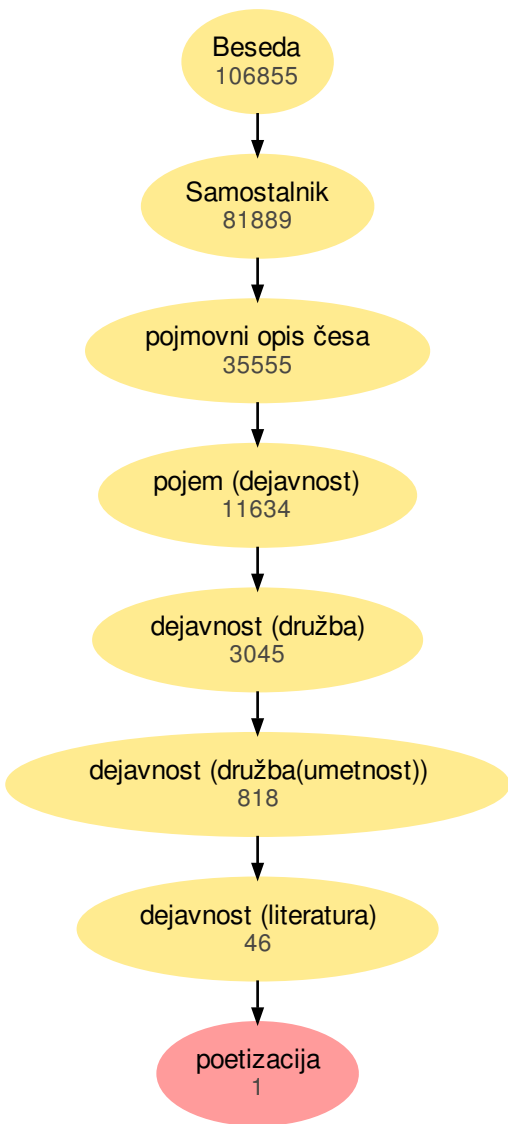 Beseda
106855
Samostalnik
81889
pojmovni opis česa
35555
pojem (dejavnost)
11634
dejavnost (družba)
3045
dejavnost (družba(umetnost))
818
dejavnost (literatura)
46
poetizacija
1